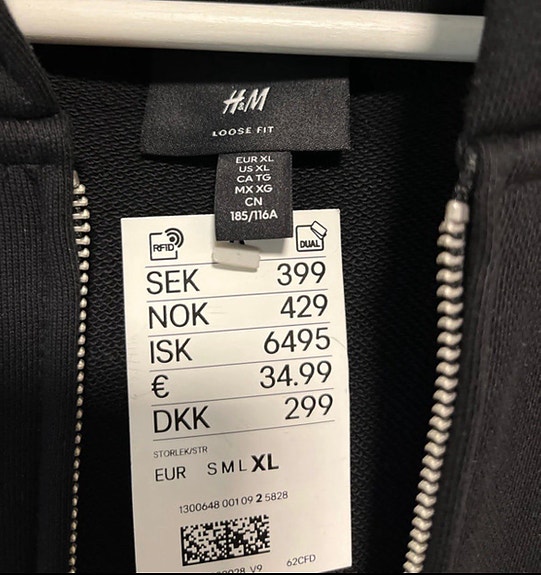 H&M
LOOSE FIT
EUR XL
US XL
CA TG
MX XG
CN
185/116A
RFID
DUAL
SEK 399
NOK 429
ISK 6495
€ 34.99
DKK 299
STORLEK/STR
EUR S M L XL
1300648 001 09 2 5828
V9 62CFD